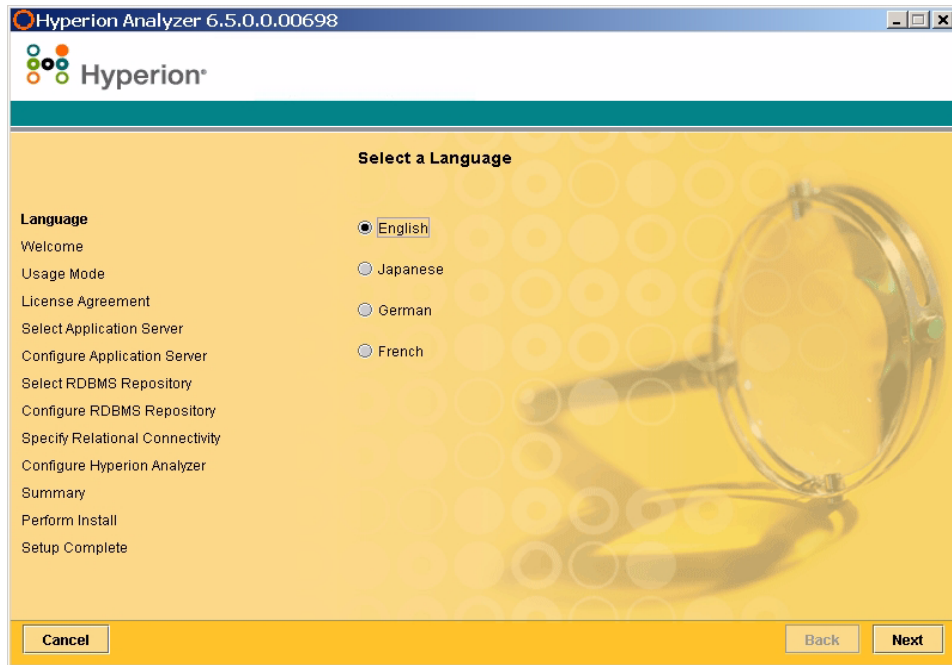 Hyperion Analyzer 6.5.0.0.00698
Hyperion
Select a Language
Language
Welcome
Usage Mode
License Agreement
Select Application Server
Configure Application Server
Select RDBMS Repository
Configure RDBMS Repository
Specify Relational Connectivity
Configure Hyperion Analyzer
Summary
Perform Install
Setup Complete
English
Japanese
German
French
Cancel
Back
Next